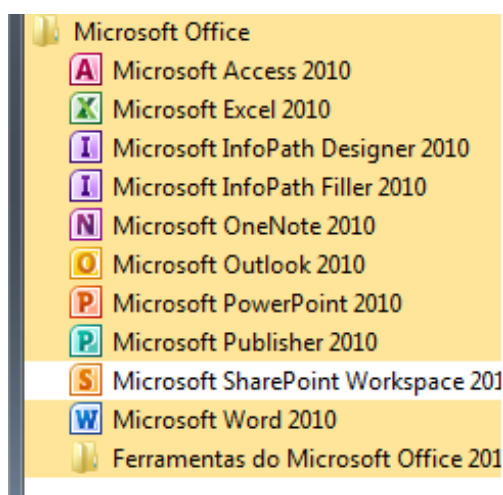 Microsoft Office
A Microsoft Access 2010
X Microsoft Excel 2010
I Microsoft InfoPath Designer 2010
I Microsoft InfoPath Filler 2010
N Microsoft OneNote 2010
O Microsoft Outlook 2010
P Microsoft PowerPoint 2010
P Microsoft Publisher 2010
S Microsoft SharePoint Workspace 201
W Microsoft Word 2010
Ferramentas do Microsoft Office 201